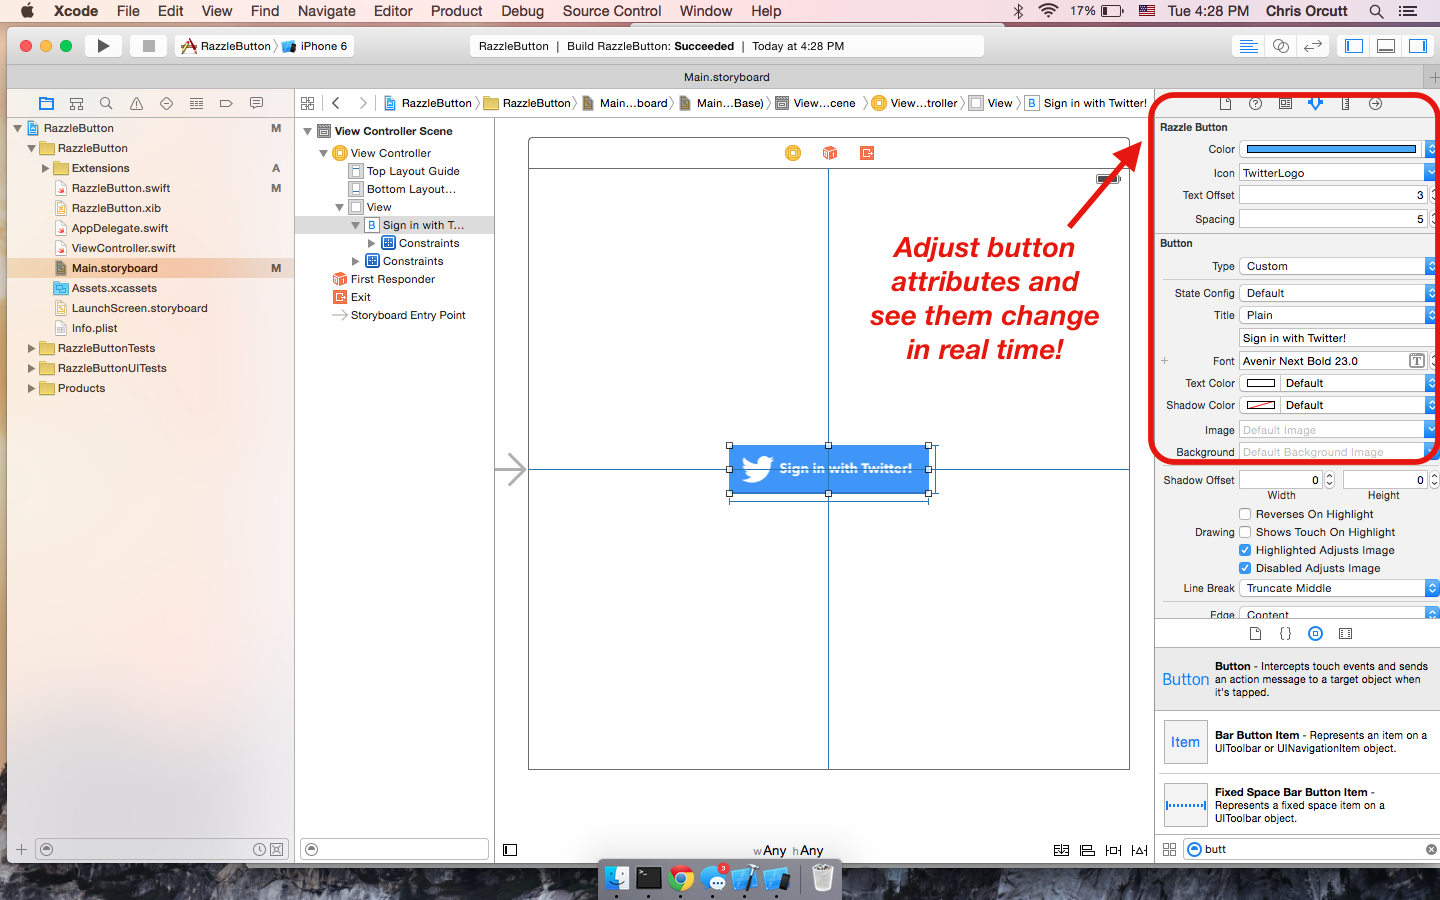 Xcode File Edit View Find Navigate Editor Product Debug Source Control Window Help 17% Tue 4:28 PM Chris Orcutt
RazzleButton iPhone 6
RazzleButton | Build RazzleButton: Succeeded | Today at 4:28 PM
Main.storyboard
RazzleButton RazzleButton Main...board Main...Base) View...cene View...troller View B Sign in with Twitter!
RazzleButton M
RazzleButton
Extensions A
RazzleButton.swift M
RazzleButton.xib
AppDelegate.swift
ViewController.swift
Main.storyboard M
Assets.xcassets
LaunchScreen.storyboard
Info.plist
RazzleButtonTests
RazzleButtonUITests
Products
View Controller Scene
View Controller
Top Layout Guide
Bottom Layout...
View
B Sign in with T...
Constraints
Constraints
First Responder
Exit
Storyboard Entry Point
Adjust button
attributes and
see them change
in real time!
Sign in with Twitter!
wAny hAny
Razzle Button
Color
Icon TwitterLogo
Text Offset 3
Spacing 5
Button
Type Custom
State Config Default
Title Plain
Sign in with Twitter!
+ Font Avenir Next Bold 23.0 T
Text Color Default
Shadow Color Default
Image Default Image
Background Default Background Image
Shadow Offset 0 0
Width Height
Reverses On Highlight
Drawing Shows Touch On Highlight
Highlighted Adjusts Image
Disabled Adjusts Image
Line Break Truncate Middle
Edge Content
{}
Button
Button - Intercepts touch events and sends
an action message to a target object when
it's tapped.
Item
Bar Button Item - Represents an item on a
UIToolbar or UINavigationItem object.
Fixed Space Bar Button Item -
Represents a fixed space item on a
UIToolbar object.
butt
3